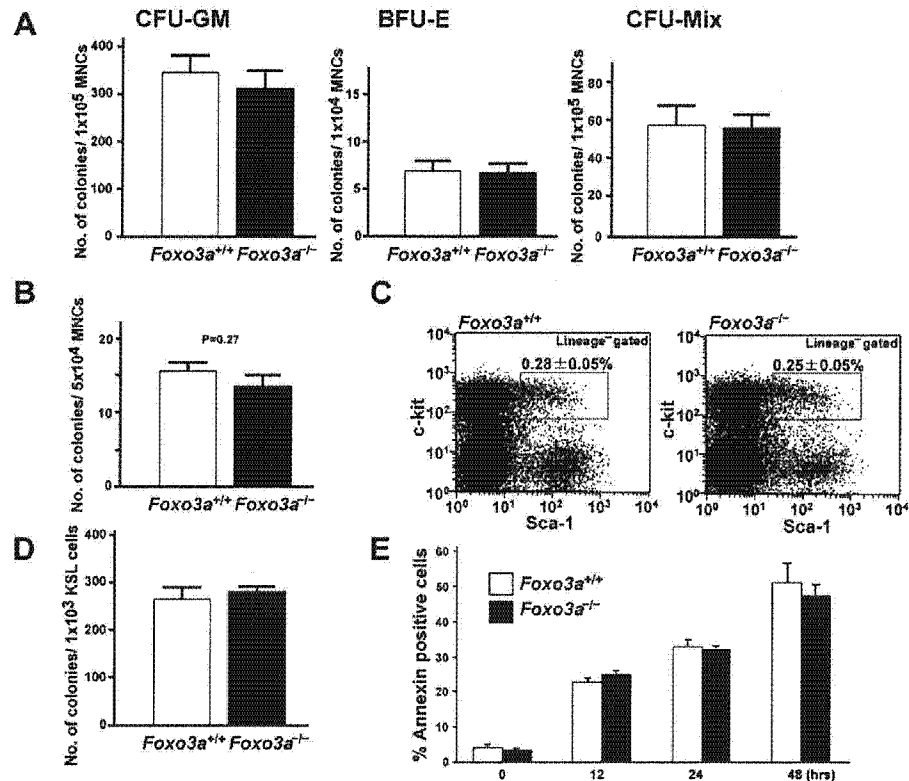 A
CFU-GM
BFU-E
CFU-Mix
No. of colonies/ 1x10⁵ MNCs
400
300
200
100
0
Foxo3a+/+ Foxo3a-/-
No. of colonies/ 1x10⁴ MNCs
15
10
5
0
Foxo3a+/+ Foxo3a-/-
No. of colonies/ 1x10⁵ MNCs
80
60
40
20
0
Foxo3a+/+ Foxo3a-/-
B
No. of colonies/ 5x10⁴ MNCs
20
10
0
P=0.27
Foxo3a+/+ Foxo3a-/-
C
Foxo3a+/+
Lineage⁻ gated
0.28±0.05%
c-kit
10⁴
10³
10²
10¹
10⁰
10⁰ 10¹ 10² 10³ 10⁴
Sca-1
Foxo3a-/-
Lineage⁻ gated
0.25±0.05%
c-kit
10⁴
10³
10²
10¹
10⁰
10⁰ 10¹ 10² 10³ 10⁴
Sca-1
D
No. of colonies/ 1x10³ KSL cells
400
300
200
0
Foxo3a+/+ Foxo3a-/-
E
% Annexin positive cells
60
50
40
30
20
10
0
Foxo3a+/+
Foxo3a-/-
0 12 24 48 (hrs)